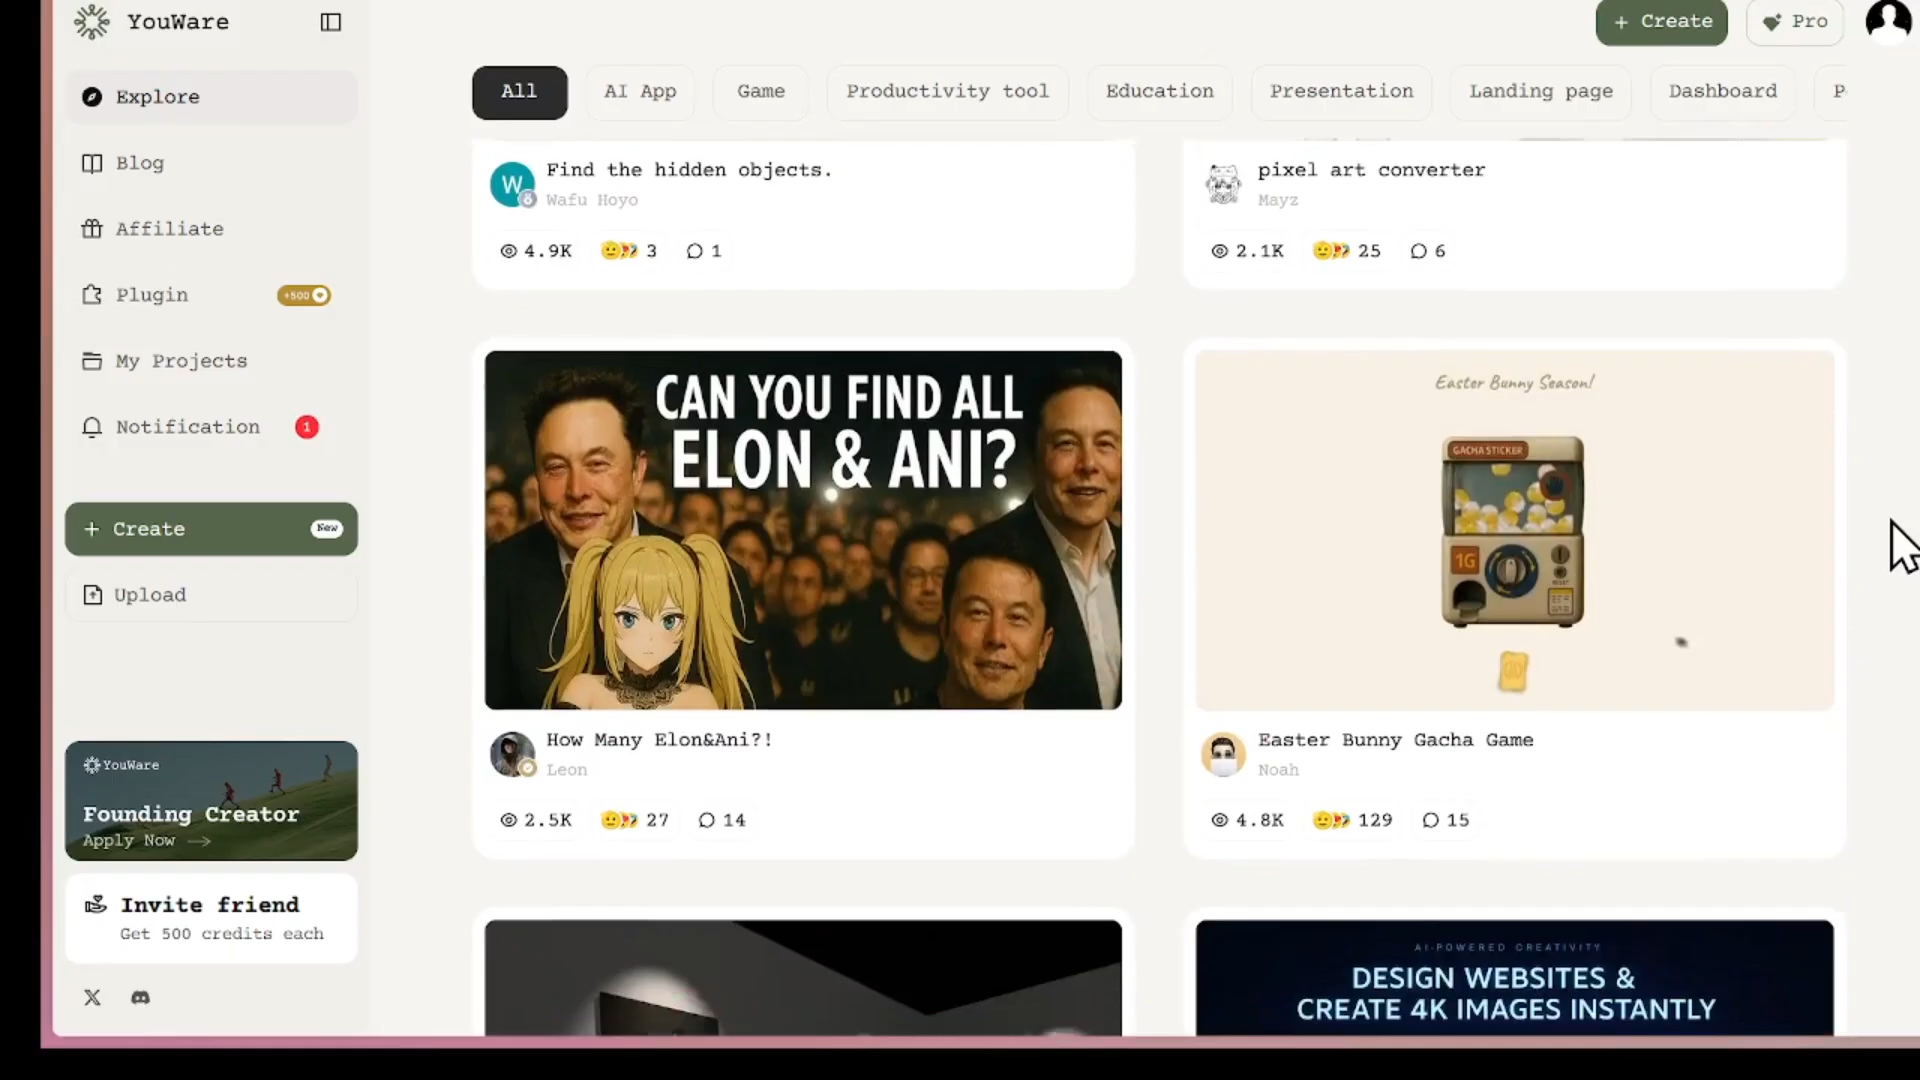 YouWare
+ Create
Pro
Explore
Blog
Affiliate
Plugin
+500
My Projects
Notification
1
+ Create
New
Upload
YouWare
Founding Creator
Apply Now
Invite friend
Get 500 credits each
All
AI App
Game
Productivity tool
Education
Presentation
Landing page
Dashboard
W
Find the hidden objects.
Wafu Hoyo
4.9K
3
1
pixel art converter
Mayz
2.1K
25
6
CAN YOU FIND ALL
ELON & ANI?
How Many Elon&Ani?!
Leon
2.5K
27
14
Easter Bunny Season!
GACHA STICKER
1G
Easter Bunny Gacha Game
Noah
4.8K
129
15
AI-POWERED CREATIVITY
DESIGN WEBSITES &
CREATE 4K IMAGES INSTANTLY